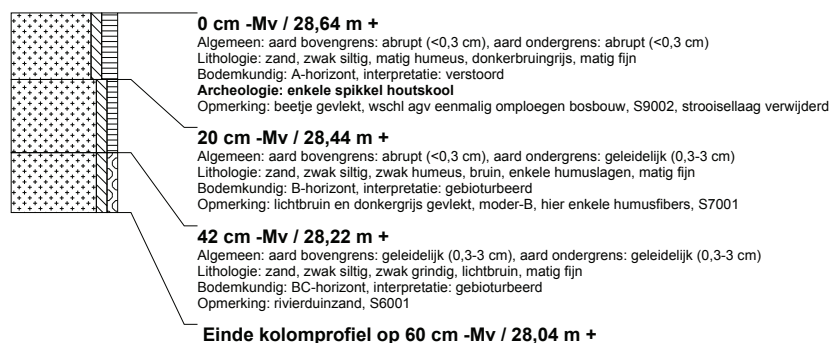 0 cm -Mv / 28,64 m +
Algemeen: aard bovengrens: abrupt (<0,3 cm), aard ondergrens: abrupt (<0,3 cm)
Lithologie: zand, zwak siltig, matig humeus, donkerbruingrijs, matig fijn
Bodemkundig: A-horizont, interpretatie: verstoord
Archeologie: enkele spikkel houtskool
Opmerking: beetje gevlekt, wschl agv eenmalig omploegen bosbouw, S9002, strooisellaag verwijderd
20 cm -Mv / 28,44 m +
Algemeen: aard bovengrens: abrupt (<0,3 cm), aard ondergrens: geleidelijk (0,3-3 cm)
Lithologie: zand, zwak siltig, zwak humeus, bruin, enkele humuslagen, matig fijn
Bodemkundig: B-horizont, interpretatie: gebioturbeerd
Opmerking: lichtbruin en donkergrijs gevlekt, moder-B, hier enkele humusfibers, S7001
42 cm -Mv / 28,22 m +
Algemeen: aard bovengrens: geleidelijk (0,3-3 cm), aard ondergrens: geleidelijk (0,3-3 cm)
Lithologie: zand, zwak siltig, zwak grindig, lichtbruin, matig fijn
Bodemkundig: BC-horizont, interpretatie: gebioturbeerd
Opmerking: rivierduinzand, S6001
Einde kolomprofiel op 60 cm -Mv / 28,04 m +